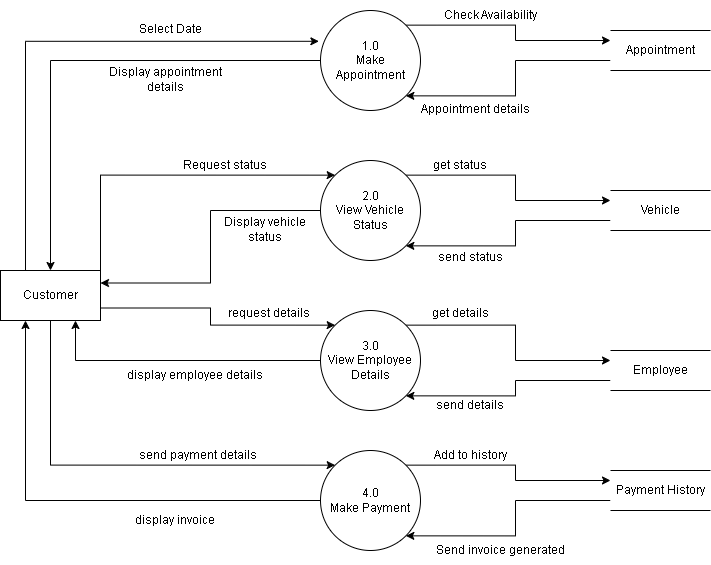 Select Date
Check Availability
1.0
Make
Appointment
Appointment
Display appointment
details
Appointment details
Request status
get status
2.0
View Vehicle
Status
Vehicle
Display vehicle
status
send status
Customer
request details
get details
3.0
View Employee
Details
Employee
display employee details
send details
send payment details
Add to history
4.0
Make Payment
Payment History
display invoice
Send invoice generated